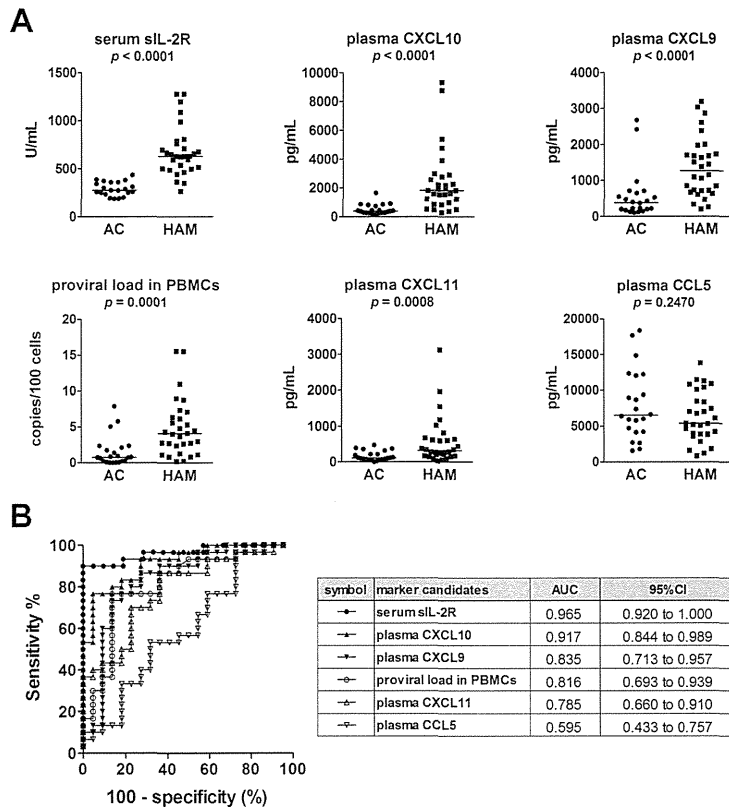 A
serum sIL-2R
p < 0.0001
U/mL
1500
1000
500
0
AC HAM
plasma CXCL10
p < 0.0001
pg/mL
10000
8000
6000
4000
2000
0
AC HAM
plasma CXCL9
p < 0.0001
pg/mL
4000
3000
2000
1000
0
AC HAM
proviral load in PBMCs
p = 0.0001
copies/100 cells
20
15
10
5
0
AC HAM
plasma CXCL11
p = 0.0008
pg/mL
4000
3000
2000
1000
0
AC HAM
plasma CCL5
p = 0.2470
pg/mL
20000
15000
10000
5000
0
AC HAM
B
Sensitivity %
100
80
60
40
20
0
0 20 40 60 80 100
100 - specificity (%)
symbol marker candidates AUC 95%CI
serum sIL-2R 0.965 0.920 to 1.000
plasma CXCL10 0.917 0.844 to 0.989
plasma CXCL9 0.835 0.713 to 0.957
proviral load in PBMCs 0.816 0.693 to 0.939
plasma CXCL11 0.785 0.660 to 0.910
plasma CCL5 0.595 0.433 to 0.757